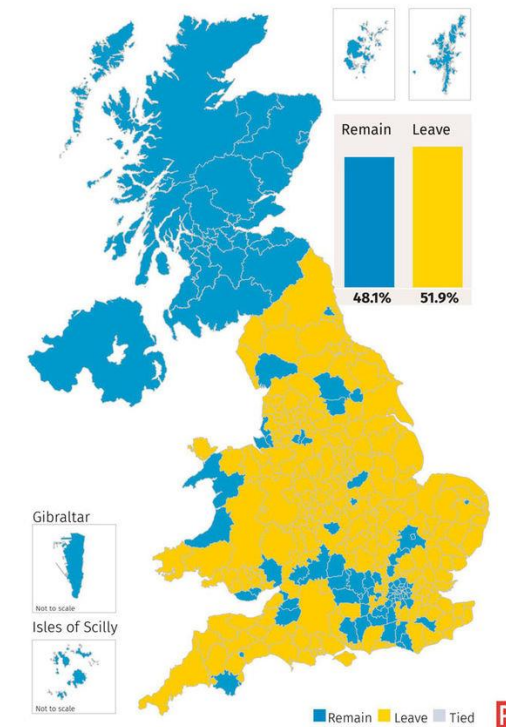 Remain Leave
48.1% 51.9%
Gibraltar
Not to scale
Isles of Scilly
Not to scale
Remain Leave Tied